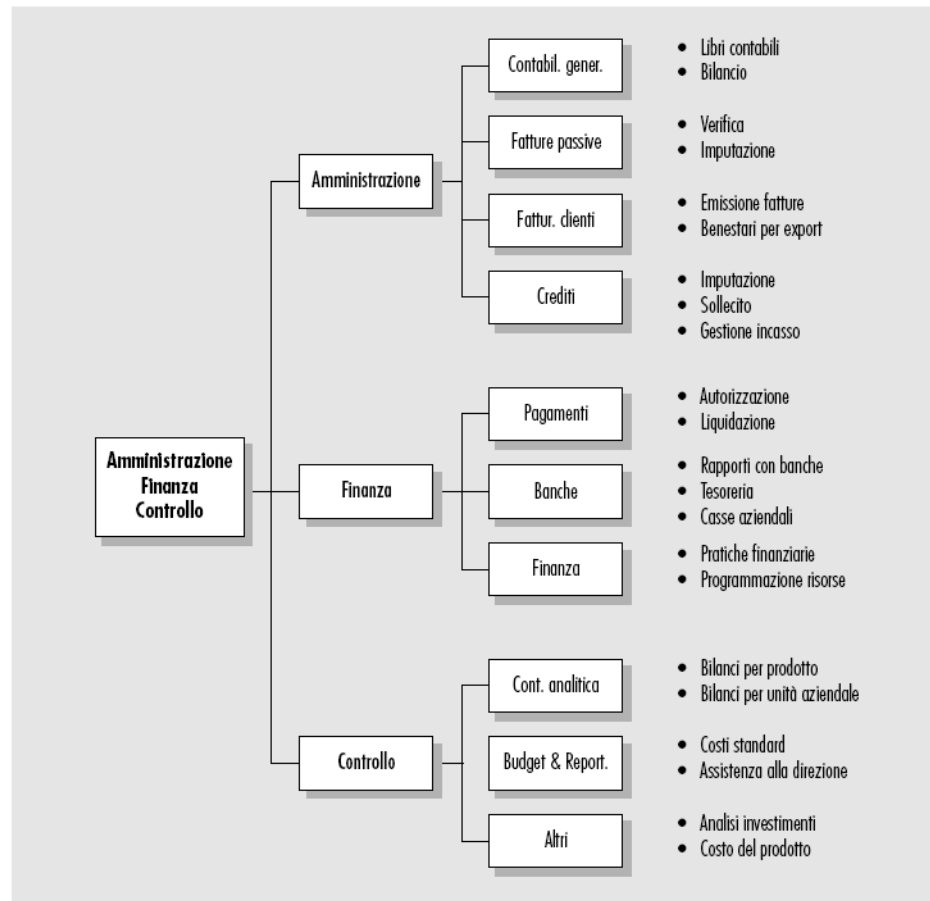 Contabil. gener.
• Libri contabili
• Bilancio
Fatture passive
• Verifica
• Imputazione
Amministrazione
Fattur. clienti
• Emissione fatture
• Benestari per export
Crediti
• Imputazione
• Sollecito
• Gestione incasso
Amministrazione
Finanza
Controllo
Finanza
Pagamenti
• Autorizzazione
• Liquidazione
Banche
• Rapporti con banche
• Tesoreria
• Casse aziendali
Finanza
• Pratiche finanziarie
• Programmazione risorse
Controllo
Cont. analitica
• Bilanci per prodotto
• Bilanci per unità aziendale
Budget & Report.
• Costi standard
• Assistenza alla direzione
Altri
• Analisi investimenti
• Costo del prodotto